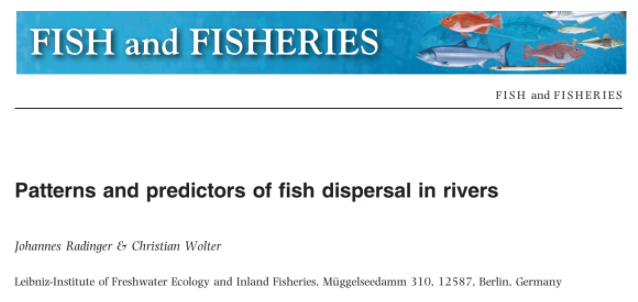 FISH and FISHERIES
FISH and FISHERIES
Patterns and predictors of fish dispersal in rivers
Johannes Radinger & Christian Wolter
Leibniz-Institute of Freshwater Ecology and Inland Fisheries, Müggelseedamm 310, 12587, Berlin, Germany